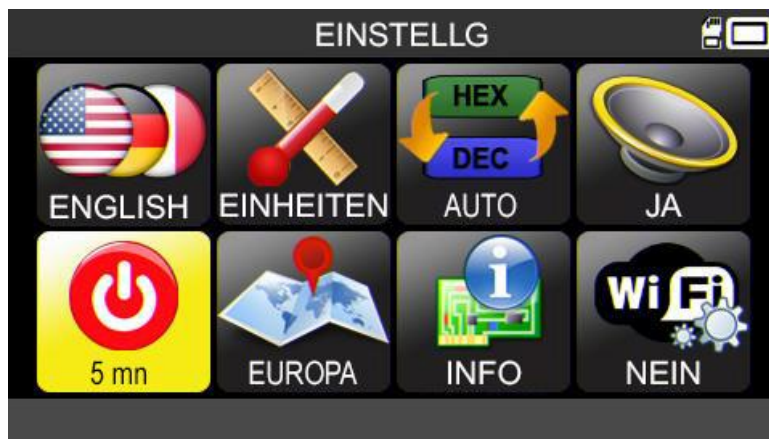 EINSTELLG
HEX
DEC
ENGLISH EINHEITEN AUTO JA
i
Wi Fi
5 mn EUROPA INFO NEIN